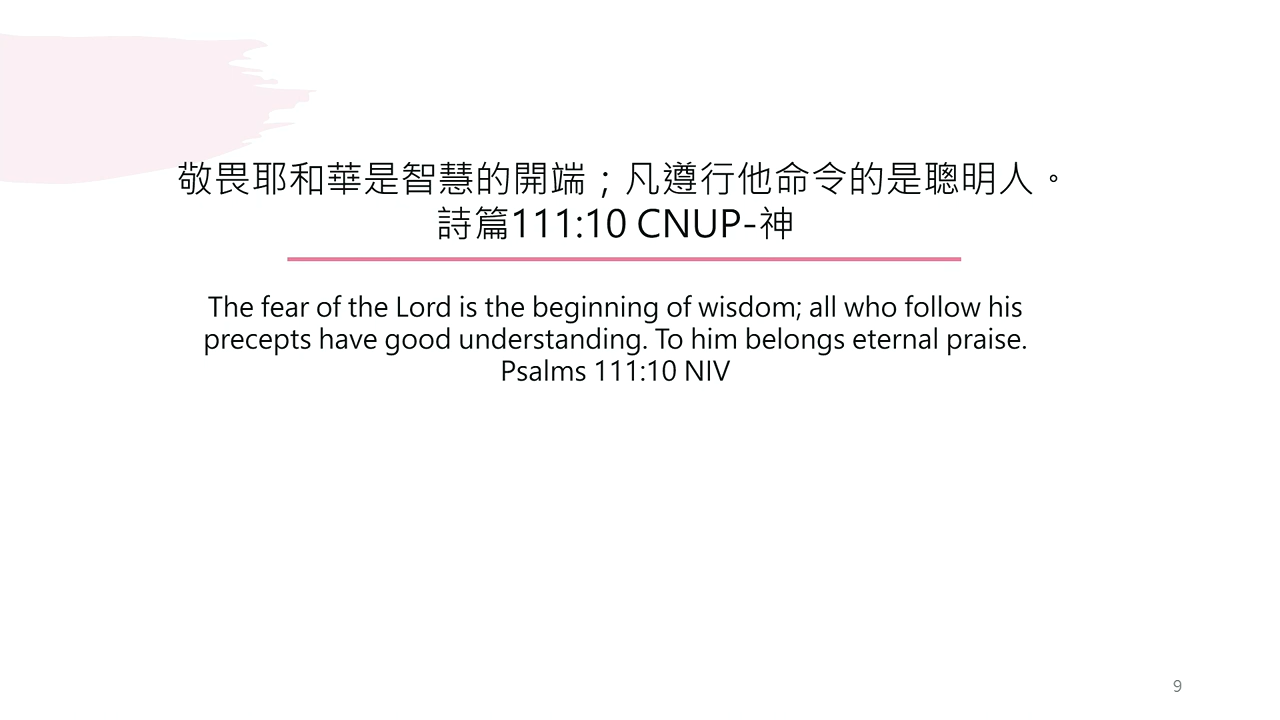 敬畏耶和華是智慧的開端；凡遵行他命令的是聰明人。
詩篇111:10 CNUP-神
The fear of the Lord is the beginning of wisdom; all who follow his
precepts have good understanding. To him belongs eternal praise.
Psalms 111:10 NIV
9